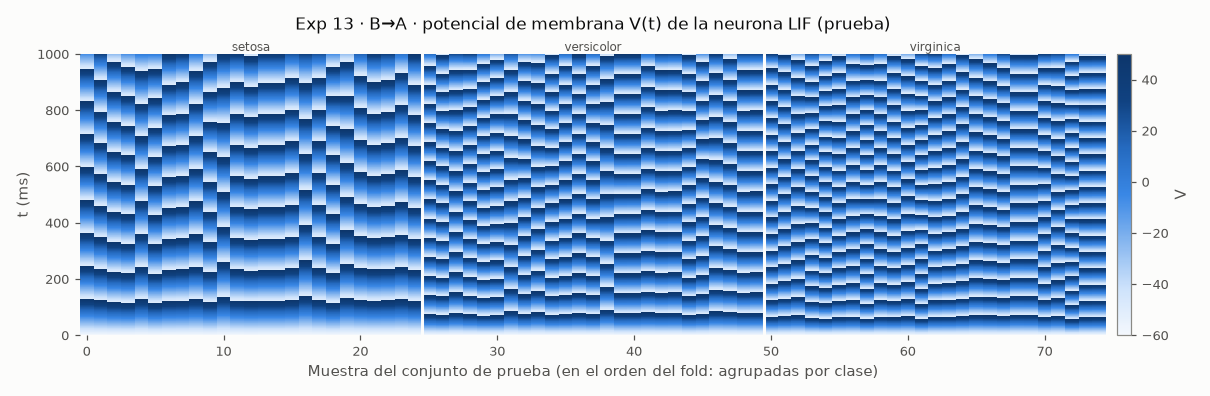 Exp 13 · B→A · potencial de membrana V(t) de la neurona LIF (prueba)
setosa
versicolor
virginica
1000
800
600
400
200
0
t (ms)
0
10
20
30
40
50
60
70
Muestra del conjunto de prueba (en el orden del fold: agrupadas por clase)
40
20
0
−20
−40
−60
V